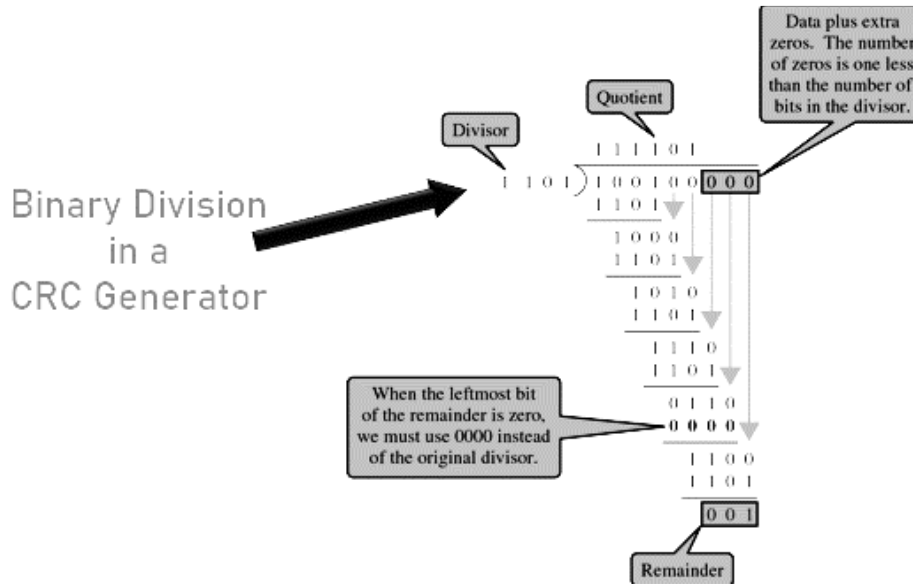 Data plus extra
zeros. The number
of zeros is one less
than the number of
bits in the divisor.
Quotient
Divisor
1 1 1 1 0 1
1 1 0 1 1 0 0 1 0 0 0 0 0
1 1 0 1
1 0 0 0
1 1 0 1
1 0 1 0
1 1 0 1
1 1 1 0
1 1 0 1
0 1 1 0
0 0 0 0
1 1 0 0
1 1 0 1
0 0 1
Binary Division
in a
CRC Generator
When the leftmost bit
of the remainder is zero,
we must use 0000 instead
of the original divisor.
Remainder